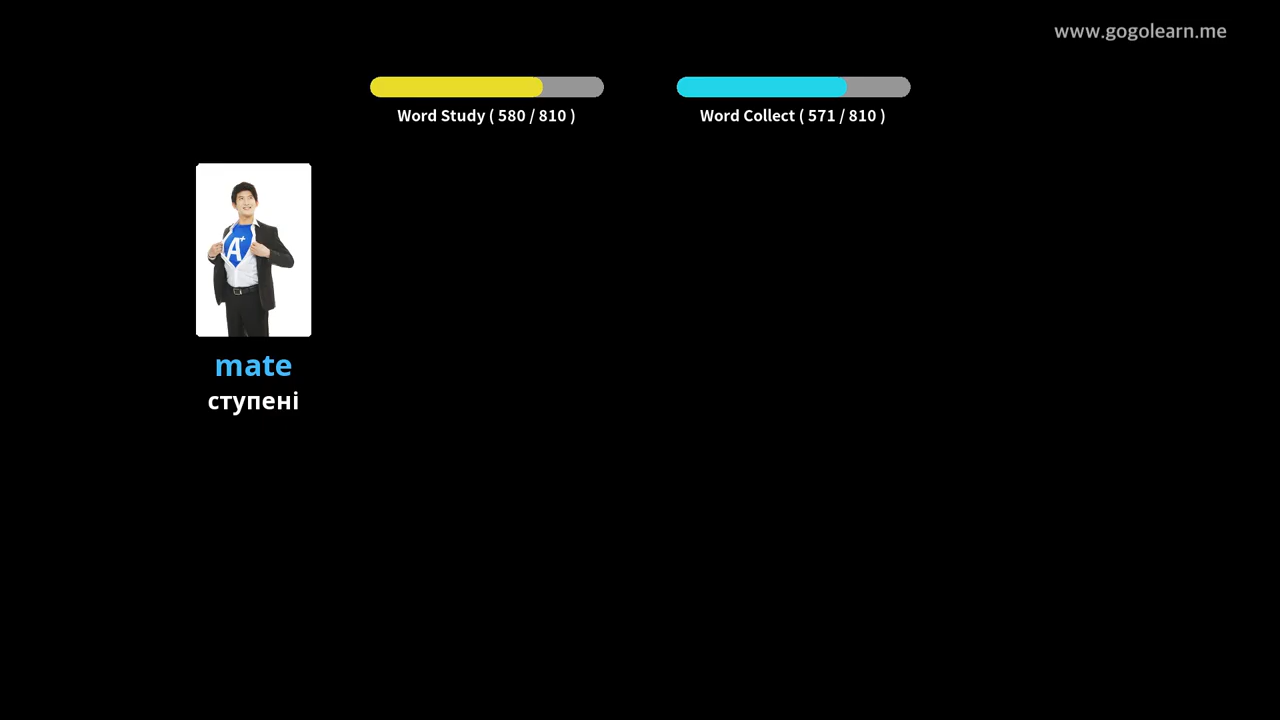 www.gogolearn.me
Word Study ( 580 / 810 )
Word Collect ( 571 / 810 )
A+
mate
ступені